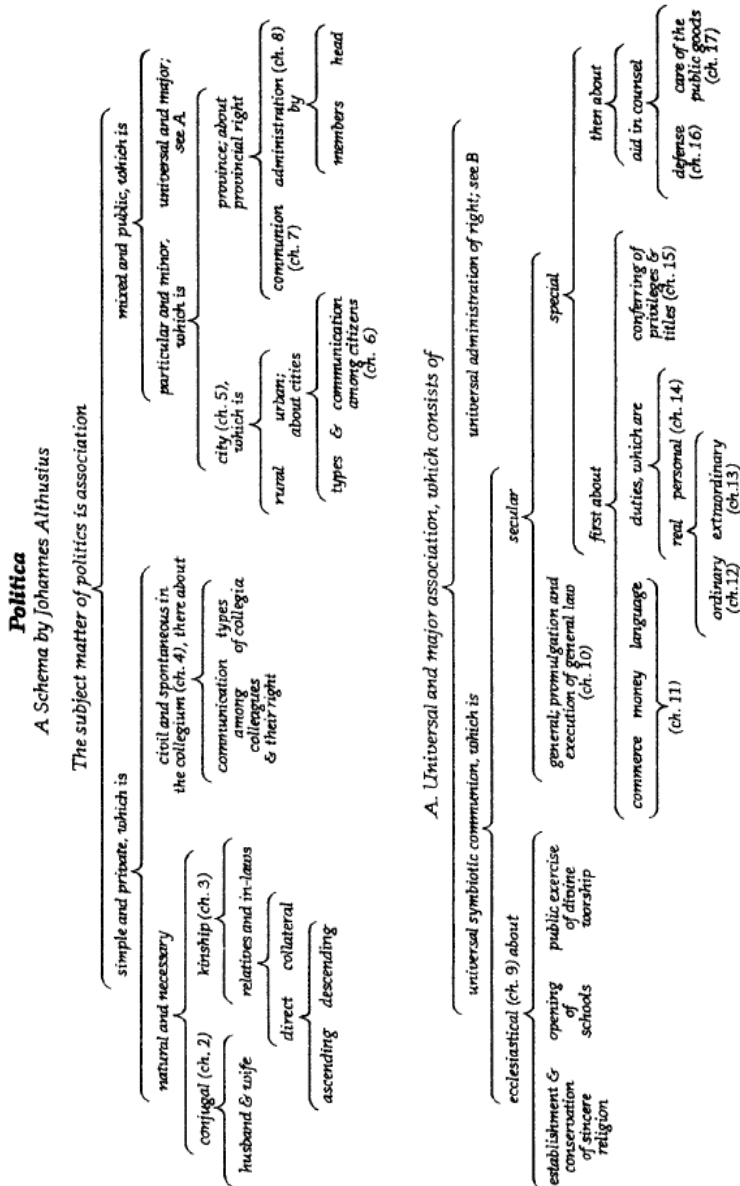 Politica
A Schema by Johannes Althusius
The subject matter of politics is association
simple and private, which is
mixed and public, which is
natural and necessary
civil and spontaneous in
the collegium (ch. 4), there about
particular and minor,
which is
universal and major;
see A
conjugal (ch. 2)
kinship (ch. 3)
communication
among
colleagues
& their right
types
of collegia
city (ch. 5),
which is
province; about
provincial right
husband & wife
relatives and in-laws
rural
urban;
about cities
communion
(ch. 7)
administration (ch. 8)
by
direct
collateral
types & communication
among citizens
(ch. 6)
members
head
ascending
descending
A. Universal and major association, which consists of
universal symbiotic communion, which is
universal administration of right; see B
ecclesiastical (ch. 9) about
secular
establishment &
conservation
of sincere
religion
opening
of
schools
public exercise
of divine
worship
general; promulgation and
execution of general law
(ch. 10)
special
first about
then about
commerce money language
(ch. 11)
duties, which are
conferring of
privileges &
titles (ch. 15)
aid in counsel
real
personal (ch. 14)
defense
(ch. 16)
care of the
public goods
(ch. 17)
ordinary
(ch. 12)
extraordinary
(ch.13)